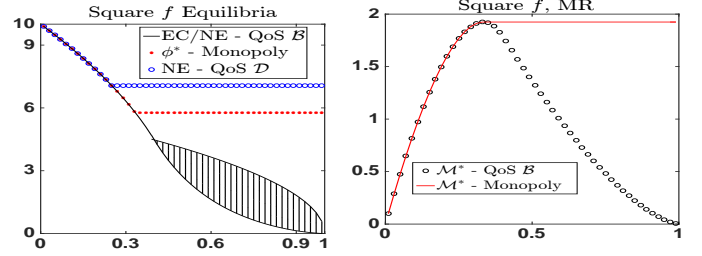 Square f Equilibria
10
9
6
3
0
0 0.3 0.6 0.9 1
EC/NE - QoS ℬ
ϕ* - Monopoly
NE - QoS 𝒟
Square f, MR
2
1.5
1
0.5
0
0 0.5 1
ℳ* - QoS ℬ
ℳ* - Monopoly